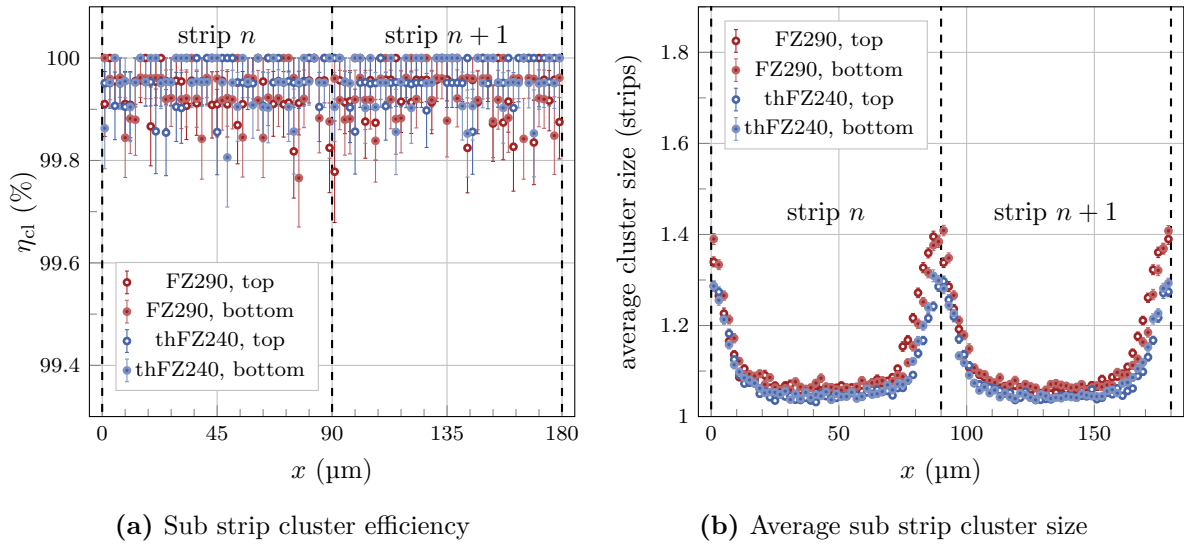 strip n
strip n + 1
100
99.8
99.6
99.4
η_cl (%)
FZ290, top
FZ290, bottom
thFZ240, top
thFZ240, bottom
0
45
90
135
180
x (µm)
(a) Sub strip cluster efficiency
1.8
1.6
1.4
1.2
1
average cluster size (strips)
FZ290, top
FZ290, bottom
thFZ240, top
thFZ240, bottom
strip n
strip n + 1
0
50
100
150
x (µm)
(b) Average sub strip cluster size